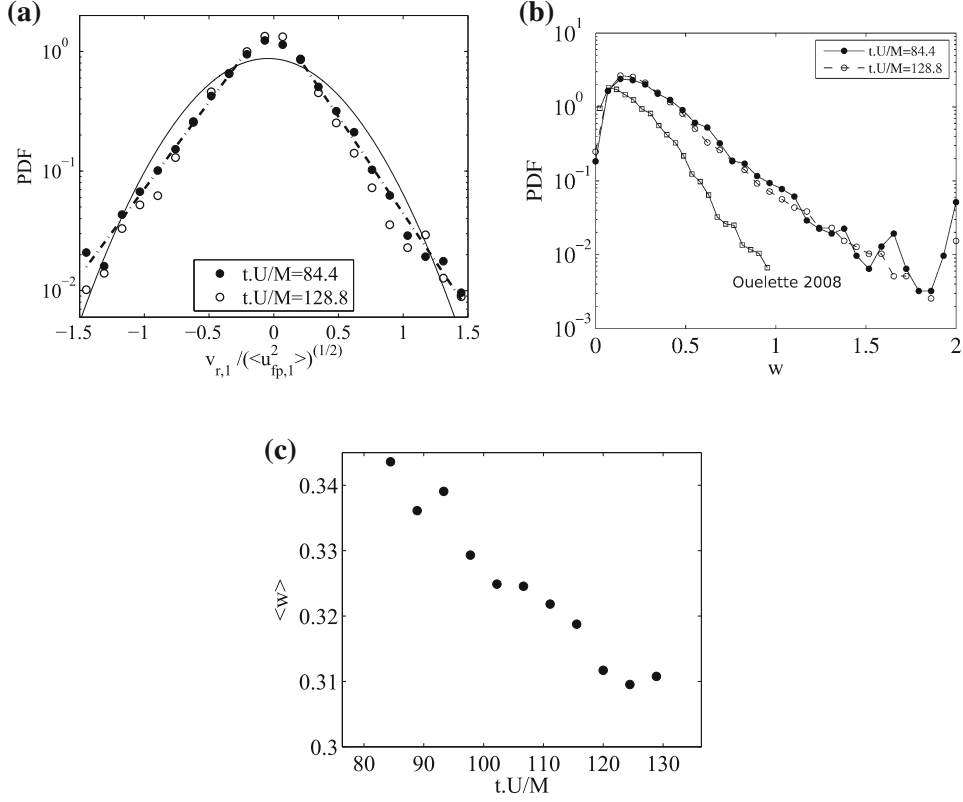 (a)
10^0
10^{-1}
10^{-2}
PDF
t.U/M=84.4
t.U/M=128.8
−1.5 −1 −0.5 0 0.5 1 1.5
v_{r,1} /(<u^2_{fp,1}>)^{(1/2)}
(b)
10^1
10^0
10^{-1}
10^{-2}
10^{-3}
PDF
t.U/M=84.4
t.U/M=128.8
Ouelette 2008
0 0.5 1 1.5 2
w
(c)
0.34
0.33
0.32
0.31
0.3
<w>
80 90 100 110 120 130
t.U/M